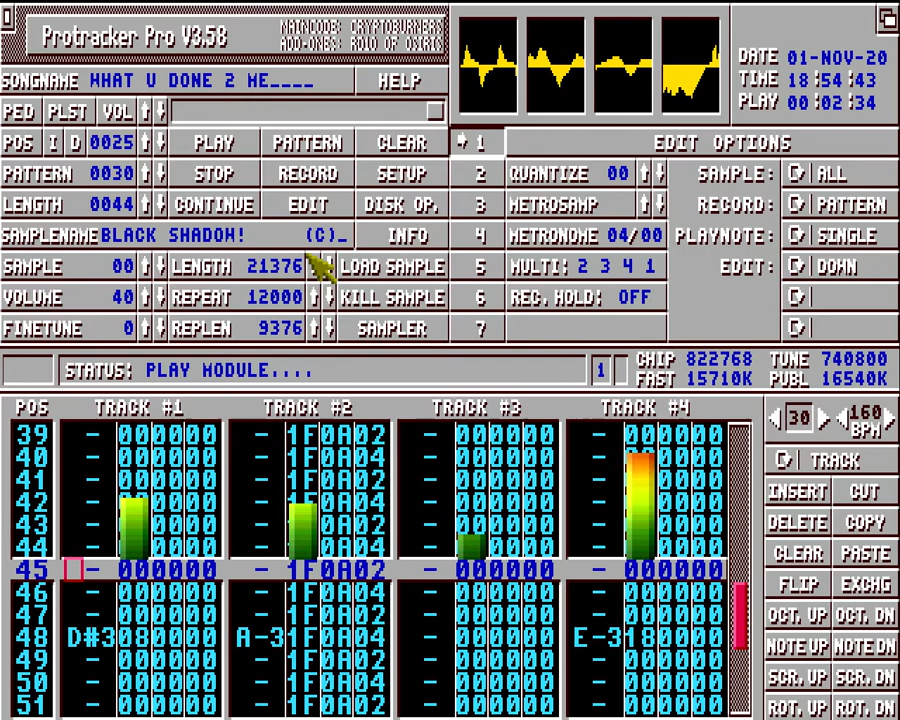 Protracker Pro V3.58
MAINCODE: CRYPTOBURNERS
ADD-ONES: BOLO OF OSIRIS
SONGNAME WHAT U DONE 2 ME____ HELP
DATE 01-NOV-20
TIME 18:54:43
PLAY 00:02:34
PED PLST VOL
POS I D 0025 PLAY PATTERN CLEAR 1 EDIT OPTIONS
PATTERN 0030 STOP RECORD SETUP 2 QUANTIZE 00 SAMPLE: ALL
LENGTH 0044 CONTINUE EDIT DISK OP. 3 METROSAMP RECORD: PATTERN
SAMPLENAME BLACK SHADOW! (C)_ INFO 4 METRONOME 04/00 PLAYNOTE: SINGLE
SAMPLE 00 LENGTH 21376 LOAD SAMPLE 5 MULTI: 2 3 4 1 EDIT: DOWN
VOLUME 40 REPEAT 12000 KILL SAMPLE 6 REC. HOLD: OFF
FINETUNE 0 REPLEN 9376 SAMPLER 7
STATUS: PLAY MODULE.... 1 CHIP 822768 TUNE 740800
FAST 15710K PUBL 16540K
POS TRACK #1 TRACK #2 TRACK #3 TRACK #4 30 160 BPM
39 - 000000 - 1F0A02 - 000000 - 000000
40 - 000000 - 1F0A04 - 000000 - 000000
41 - 000000 - 1F0A02 - 000000 - 000000
42 - 000000 - 1F0A04 - 000000 - 000000
43 - 000000 - 1F0A02 - 000000 - 000000
44 - 000000 - 1F0A04 - 000000 - 000000
45 - 000000 - 1F0A02 - 000000 - 000000
46 - 000000 - 1F0A04 - 000000 - 000000
47 - 000000 - 1F0A02 - 000000 - 000000
48 D#3080000 A-31F0A04 - 000000 E-3180000
49 - 000000 - 1F0A02 - 000000 - 000000
50 - 000000 - 1F0A04 - 000000 - 000000
51 - 000000 - 1F0A02 - 000000 - 000000
TRACK
INSERT CUT
DELETE COPY
CLEAR PASTE
FLIP EXCHG
OCT. UP OCT. DN
NOTE UP NOTE DN
SCR. UP SCR. DN
ROT. UP ROT. DN